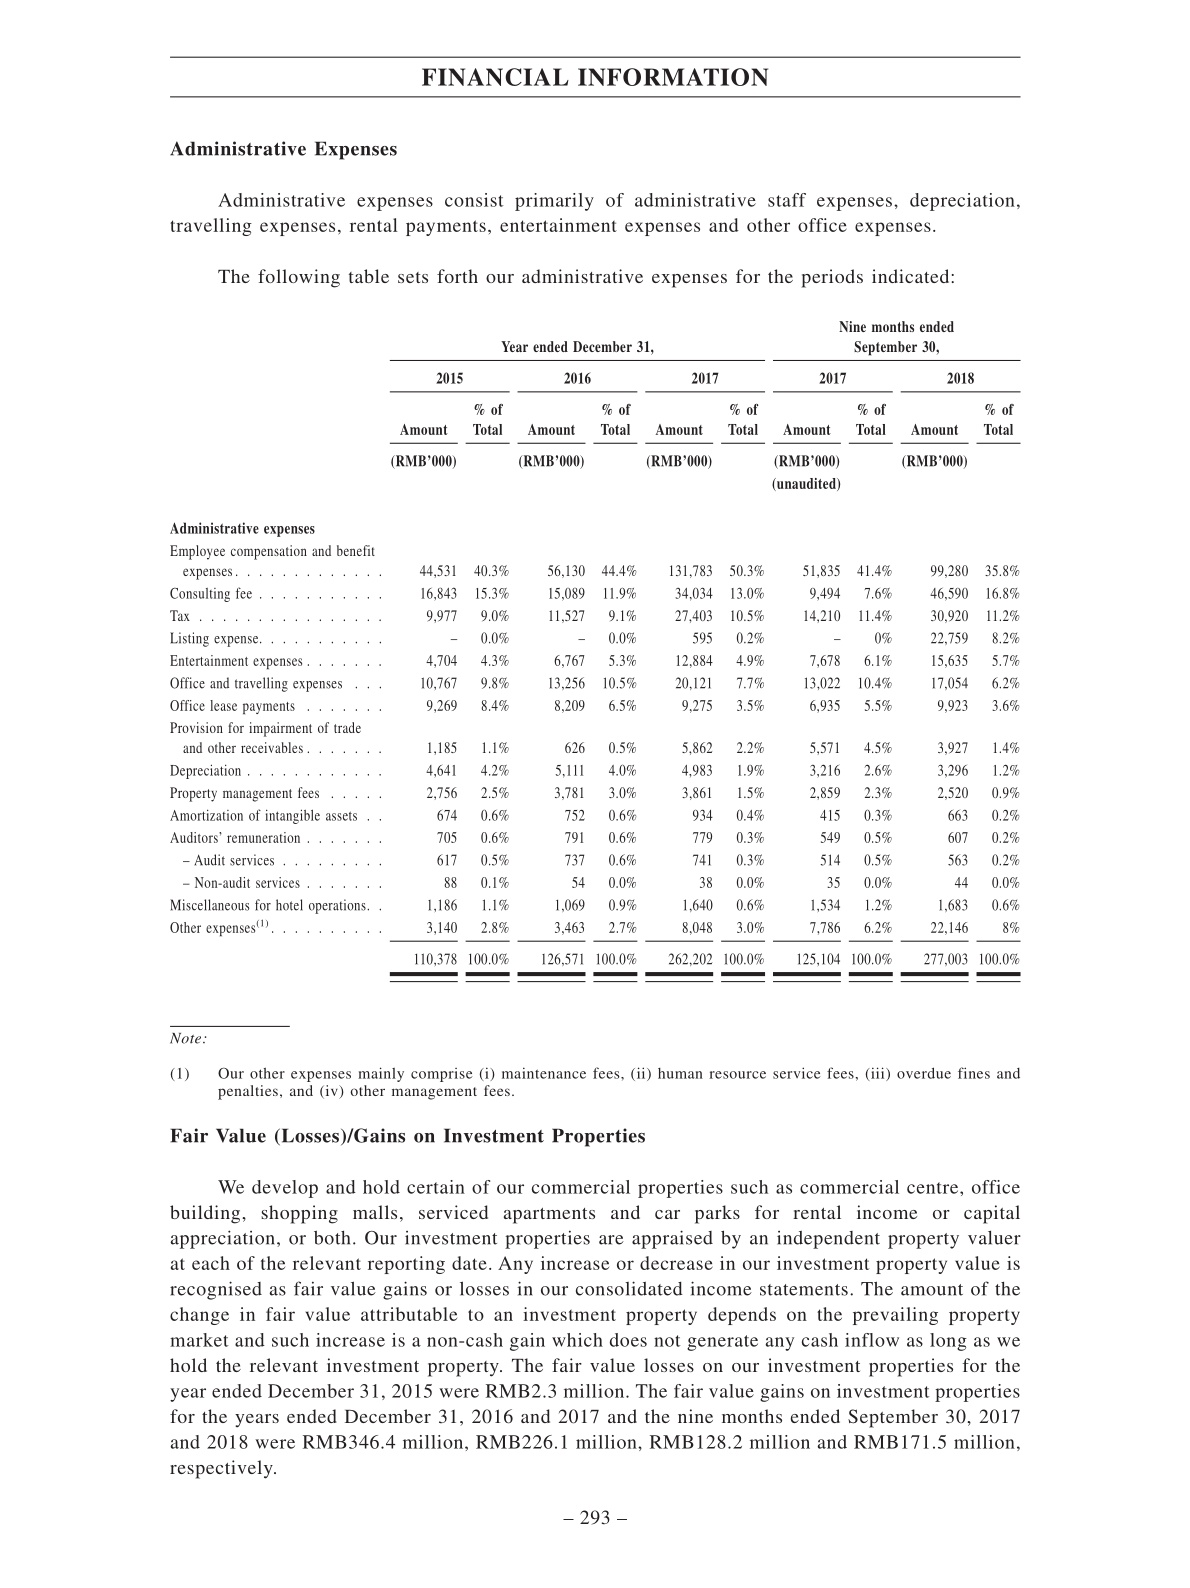 FINANCIAL INFORMATION
Administrative Expenses
Administrative expenses consist primarily of administrative staff expenses, depreciation,
travelling expenses, rental payments, entertainment expenses and other office expenses.
The following table sets forth our administrative expenses for the periods indicated:
Nine months ended
Year ended December 31, September 30,
2015 2016 2017 2017 2018
% of % of % of % of % of
Amount Total Amount Total Amount Total Amount Total Amount Total
(RMB’000) (RMB’000) (RMB’000) (RMB’000) (RMB’000)
(unaudited)
Administrative expenses
Employee compensation and benefit
expenses . . . . . . . . . . . . . 44,531 40.3% 56,130 44.4% 131,783 50.3% 51,835 41.4% 99,280 35.8%
Consulting fee . . . . . . . . . . . 16,843 15.3% 15,089 11.9% 34,034 13.0% 9,494 7.6% 46,590 16.8%
Tax . . . . . . . . . . . . . . . . 9,977 9.0% 11,527 9.1% 27,403 10.5% 14,210 11.4% 30,920 11.2%
Listing expense. . . . . . . . . . . – 0.0% – 0.0% 595 0.2% – 0% 22,759 8.2%
Entertainment expenses . . . . . . . 4,704 4.3% 6,767 5.3% 12,884 4.9% 7,678 6.1% 15,635 5.7%
Office and travelling expenses . . . 10,767 9.8% 13,256 10.5% 20,121 7.7% 13,022 10.4% 17,054 6.2%
Office lease payments . . . . . . . 9,269 8.4% 8,209 6.5% 9,275 3.5% 6,935 5.5% 9,923 3.6%
Provision for impairment of trade
and other receivables . . . . . . . 1,185 1.1% 626 0.5% 5,862 2.2% 5,571 4.5% 3,927 1.4%
Depreciation . . . . . . . . . . . . 4,641 4.2% 5,111 4.0% 4,983 1.9% 3,216 2.6% 3,296 1.2%
Property management fees . . . . . 2,756 2.5% 3,781 3.0% 3,861 1.5% 2,859 2.3% 2,520 0.9%
Amortization of intangible assets . . 674 0.6% 752 0.6% 934 0.4% 415 0.3% 663 0.2%
Auditors’ remuneration . . . . . . . 705 0.6% 791 0.6% 779 0.3% 549 0.5% 607 0.2%
– Audit services . . . . . . . . . 617 0.5% 737 0.6% 741 0.3% 514 0.5% 563 0.2%
– Non-audit services . . . . . . . 88 0.1% 54 0.0% 38 0.0% 35 0.0% 44 0.0%
Miscellaneous for hotel operations. . 1,186 1.1% 1,069 0.9% 1,640 0.6% 1,534 1.2% 1,683 0.6%
Other expenses(1) . . . . . . . . . . 3,140 2.8% 3,463 2.7% 8,048 3.0% 7,786 6.2% 22,146 8%
110,378 100.0% 126,571 100.0% 262,202 100.0% 125,104 100.0% 277,003 100.0%
Note:
(1) Our other expenses mainly comprise (i) maintenance fees, (ii) human resource service fees, (iii) overdue fines and
penalties, and (iv) other management fees.
Fair Value (Losses)/Gains on Investment Properties
We develop and hold certain of our commercial properties such as commercial centre, office
building, shopping malls, serviced apartments and car parks for rental income or capital
appreciation, or both. Our investment properties are appraised by an independent property valuer
at each of the relevant reporting date. Any increase or decrease in our investment property value is
recognised as fair value gains or losses in our consolidated income statements. The amount of the
change in fair value attributable to an investment property depends on the prevailing property
market and such increase is a non-cash gain which does not generate any cash inflow as long as we
hold the relevant investment property. The fair value losses on our investment properties for the
year ended December 31, 2015 were RMB2.3 million. The fair value gains on investment properties
for the years ended December 31, 2016 and 2017 and the nine months ended September 30, 2017
and 2018 were RMB346.4 million, RMB226.1 million, RMB128.2 million and RMB171.5 million,
respectively.
– 293 –